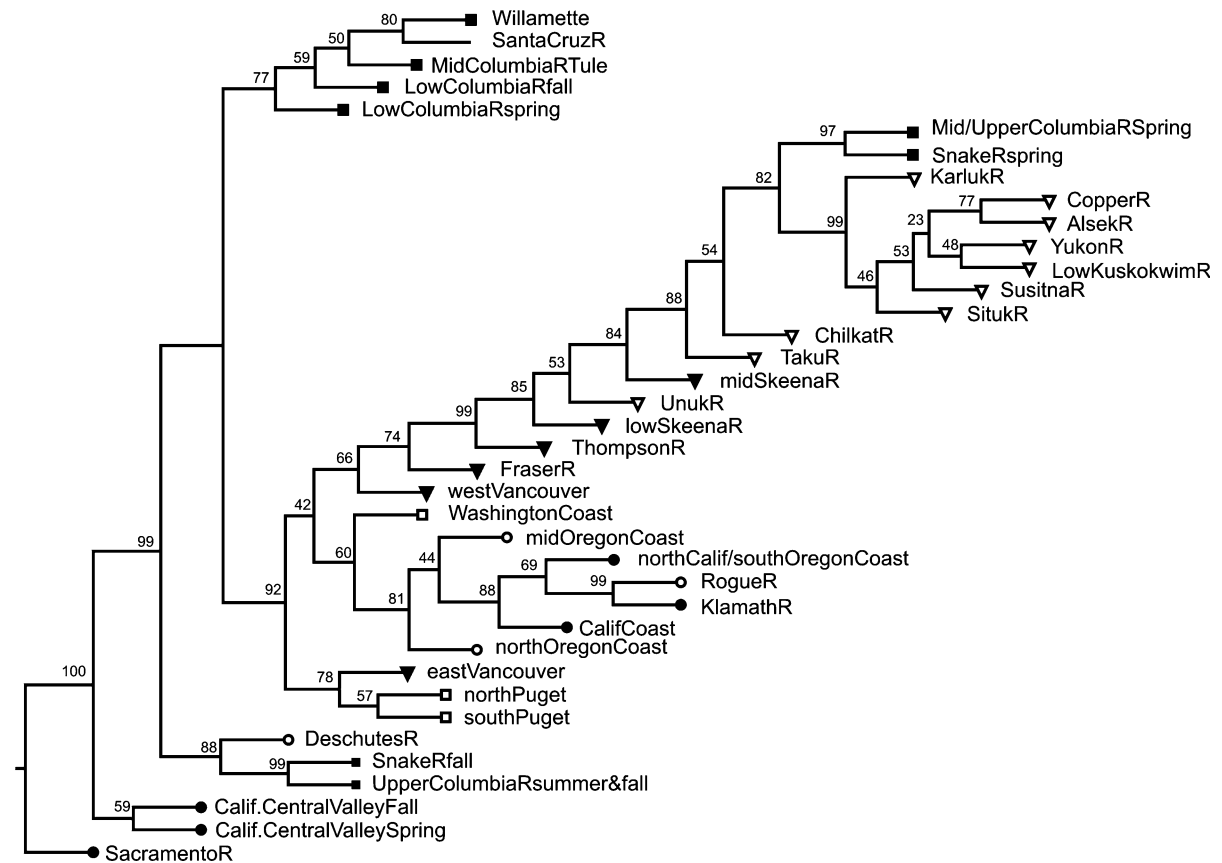 80 Willamette
50 SantaCruzR
59 MidColumbiaRTule
77 LowColumbiaRfall
LowColumbiaRspring
97 Mid/UpperColumbiaRSpring
SnakeRspring
82 KarlukR
77 CopperR
99 23 AlsekR
48 YukonR
54 53 LowKuskokwimR
46 SusitnaR
88 SitukR
84 ChilkatR
53 TakuR
85 midSkeenaR
99 UnukR
lowSkeenaR
74 ThompsonR
66 FraserR
westVancouver
42 WashingtonCoast
99 60 44 midOregonCoast
69 northCalif/southOregonCoast
99 RogueR
92 81 88 KlamathR
CalifCoast
northOregonCoast
100 78 eastVancouver
57 northPuget
southPuget
88 DeschutesR
99 SnakeRfall
UpperColumbiaRsummer&fall
59 Calif.CentralValleyFall
Calif.CentralValleySpring
SacramentoR